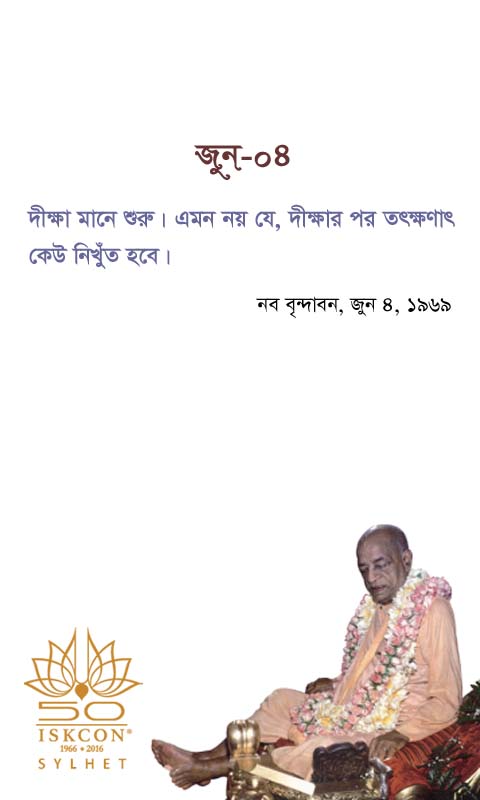 জুন-০৪
দীক্ষা মানে শুরু। এমন নয় যে, দীক্ষার পর তৎক্ষণাৎ
কেউ নিখুঁত হবে।
নব বৃন্দাবন, জুন ৪, ১৯৬৯
50
ISKCON®
1966 • 2016
SYLHET